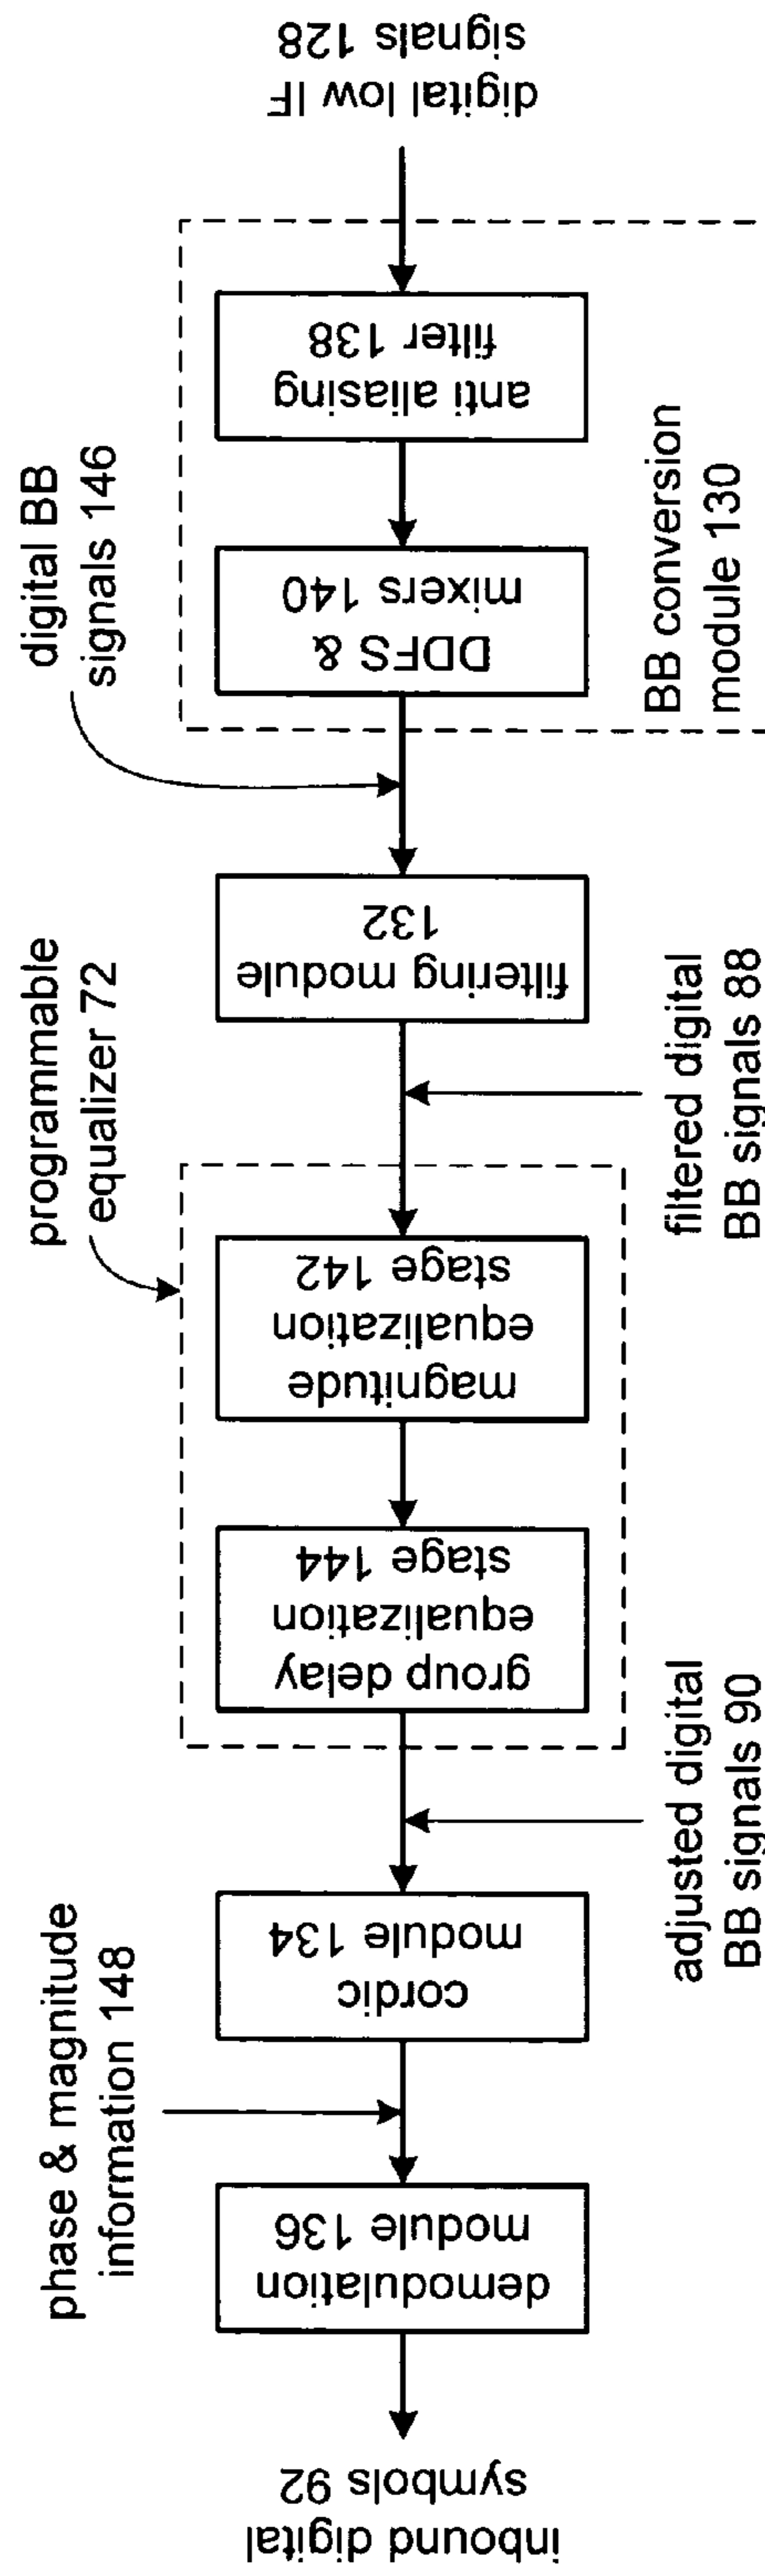 digital low IF
signals 128
anti aliasing
filter 138
DDFS &
mixers 140
BB conversion
module 130
digital BB
signals 146
filtering module
132
filtered digital
BB signals 88
programmable
equalizer 72
magnitude
equalization
stage 142
group delay
equalization
stage 144
adjusted digital
BB signals 90
cordic
module 134
phase & magnitude
information 148
demodulation
module 136
inbound digital
symbols 92